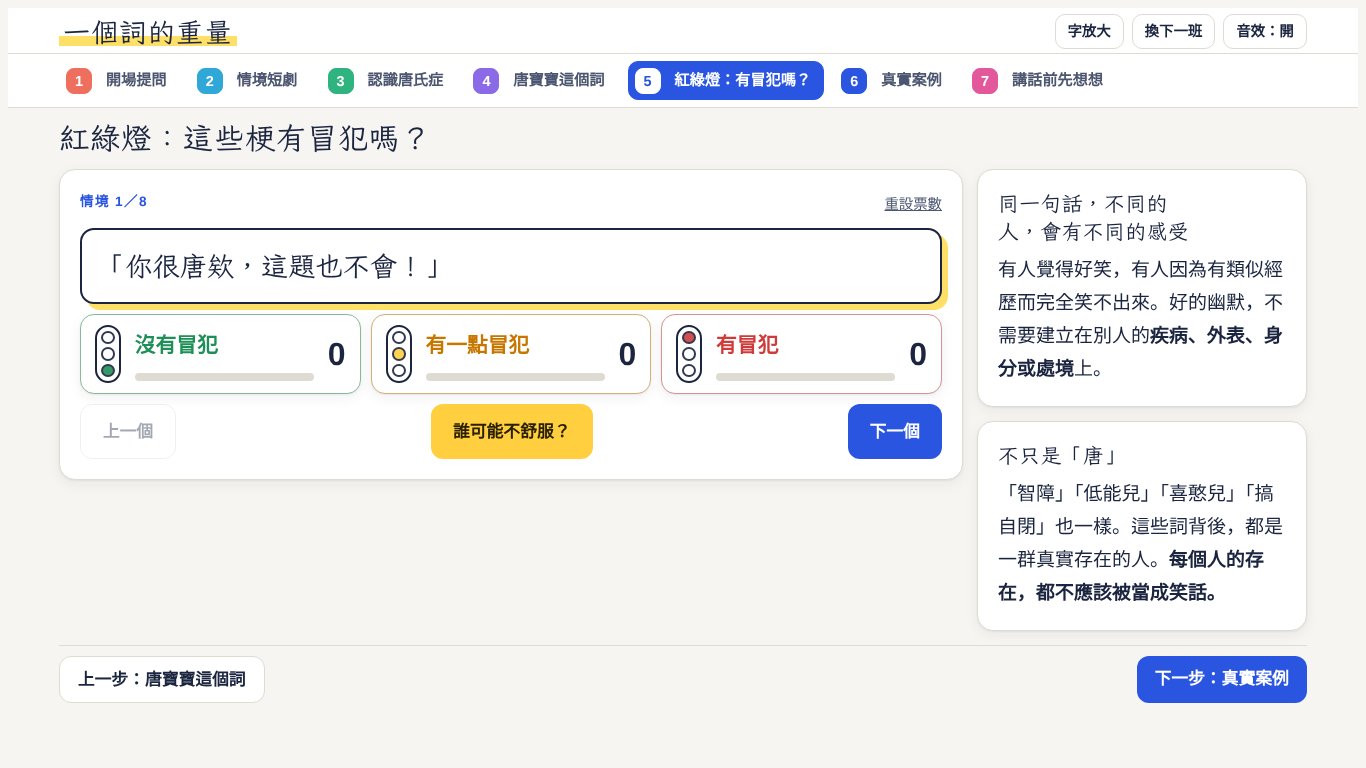 一個詞的重量
字放大
換下一班
音效：開
1 開場提問
2 情境短劇
3 認識唐氏症
4 唐寶寶這個詞
5 紅綠燈：有冒犯嗎？
6 真實案例
7 講話前先想想
紅綠燈：這些梗有冒犯嗎？
情境 1／8
重設票數
「你很唐欸，這題也不會！」
沒有冒犯
0
有一點冒犯
0
有冒犯
0
上一個
誰可能不舒服？
下一個
同一句話，不同的
人，會有不同的感受
有人覺得好笑，有人因為有類似經
歷而完全笑不出來。好的幽默，不
需要建立在別人的疾病、外表、身
分或處境上。
不只是「唐」
「智障」「低能兒」「喜憨兒」「搞
自閉」也一樣。這些詞背後，都是
一群真實存在的人。每個人的存
在，都不應該被當成笑話。
上一步：唐寶寶這個詞
下一步：真實案例